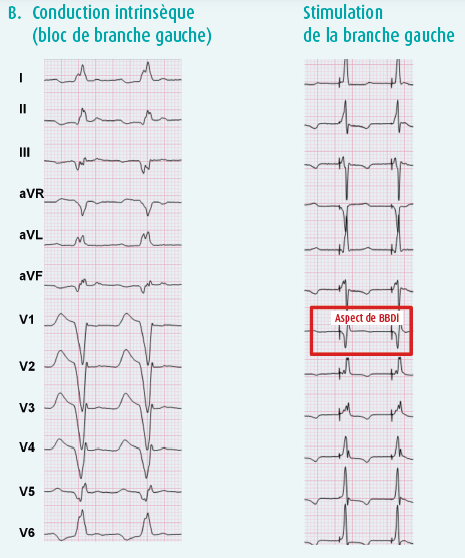 B. Conduction intrinsèque
(bloc de branche gauche)
Stimulation
de la branche gauche
I
II
III
aVR
aVL
aVF
V1
Aspect de BBDI
V2
V3
V4
V5
V6